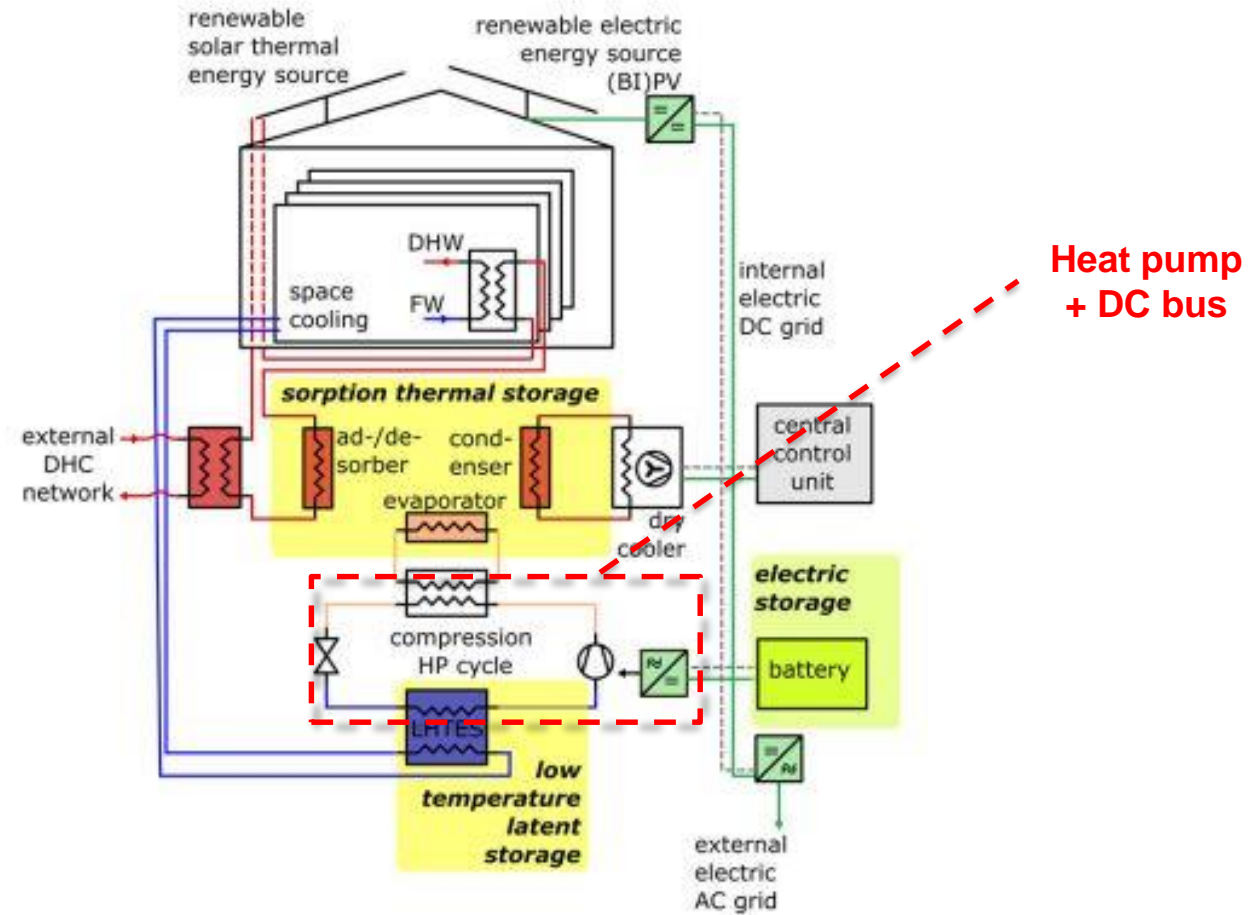 renewable
solar thermal
energy source
renewable electric
energy source
(BI)PV
DHW
FW
space
cooling
internal
electric
DC grid
Heat pump
+ DC bus
sorption thermal storage
external
DHC
network
ad-/de-
sorber
cond-
enser
evaporator
dry
cooler
central
control
unit
compression
HP cycle
electric
storage
battery
LHTES
low
temperature
latent
storage
external
electric
AC grid